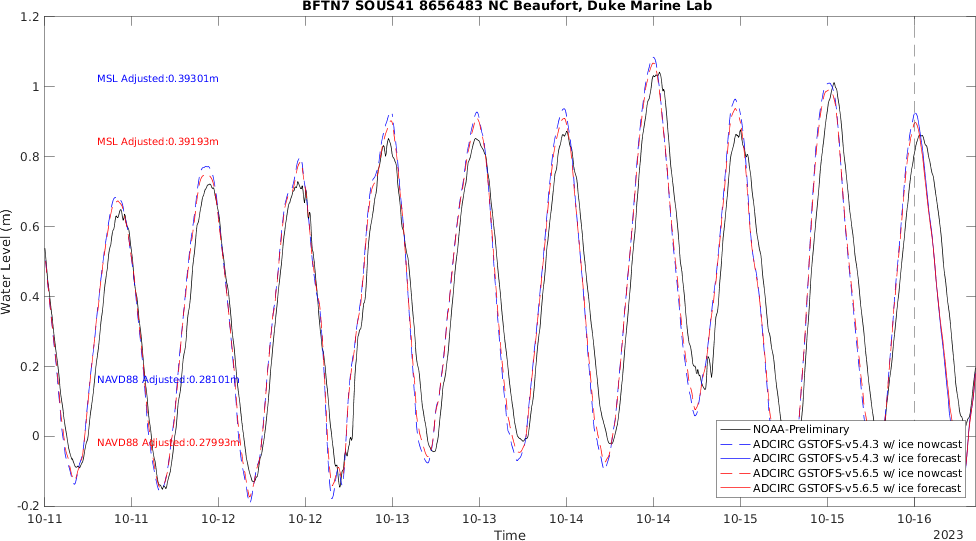 BFTN7 SOUS41 8656483 NC Beaufort, Duke Marine Lab
1.2
1
0.8
0.6
0.4
0.2
0
-0.2
Water Level (m)
MSL Adjusted:0.39301m
MSL Adjusted:0.39193m
NAVD88 Adjusted:0.28101m
NAVD88 Adjusted:0.27993m
NOAA-Preliminary
ADCIRC GSTOFS-v5.4.3 w/ ice nowcast
ADCIRC GSTOFS-v5.4.3 w/ ice forecast
ADCIRC GSTOFS-v5.6.5 w/ ice nowcast
ADCIRC GSTOFS-v5.6.5 w/ ice forecast
10-11 10-11 10-12 10-12 10-13 10-13 10-14 10-14 10-15 10-15 10-16
Time
2023